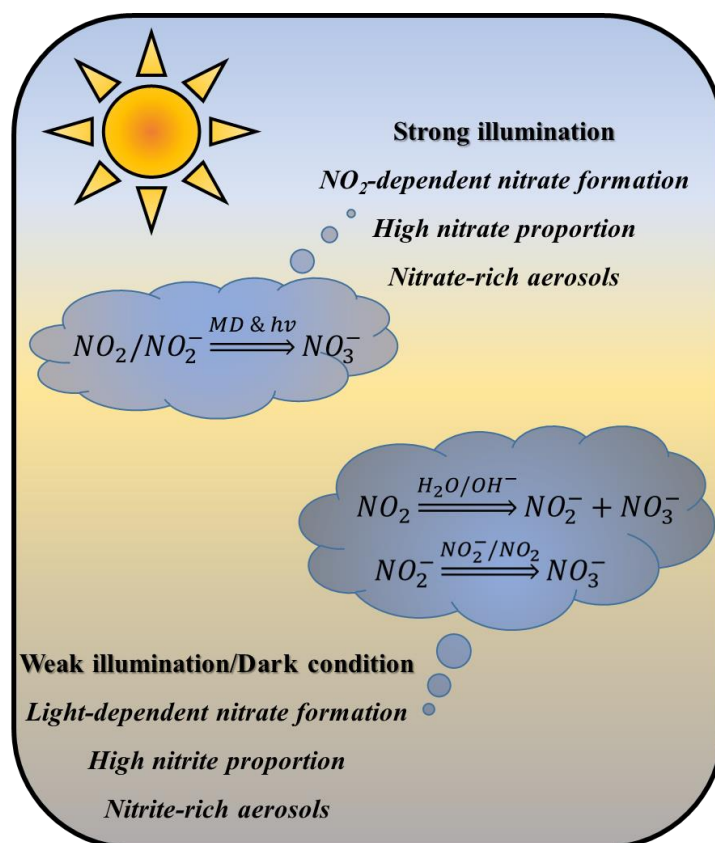 Strong illumination
NO₂-dependent nitrate formation
High nitrate proportion
Nitrate-rich aerosols
NO₂/NO₂⁻ =MD & hv⇒ NO₃⁻
NO₂ =H₂O/OH⁻⇒ NO₂⁻ + NO₃⁻
NO₂⁻ =NO₂⁻/NO₂⇒ NO₃⁻
Weak illumination/Dark condition
Light-dependent nitrate formation
High nitrite proportion
Nitrite-rich aerosols